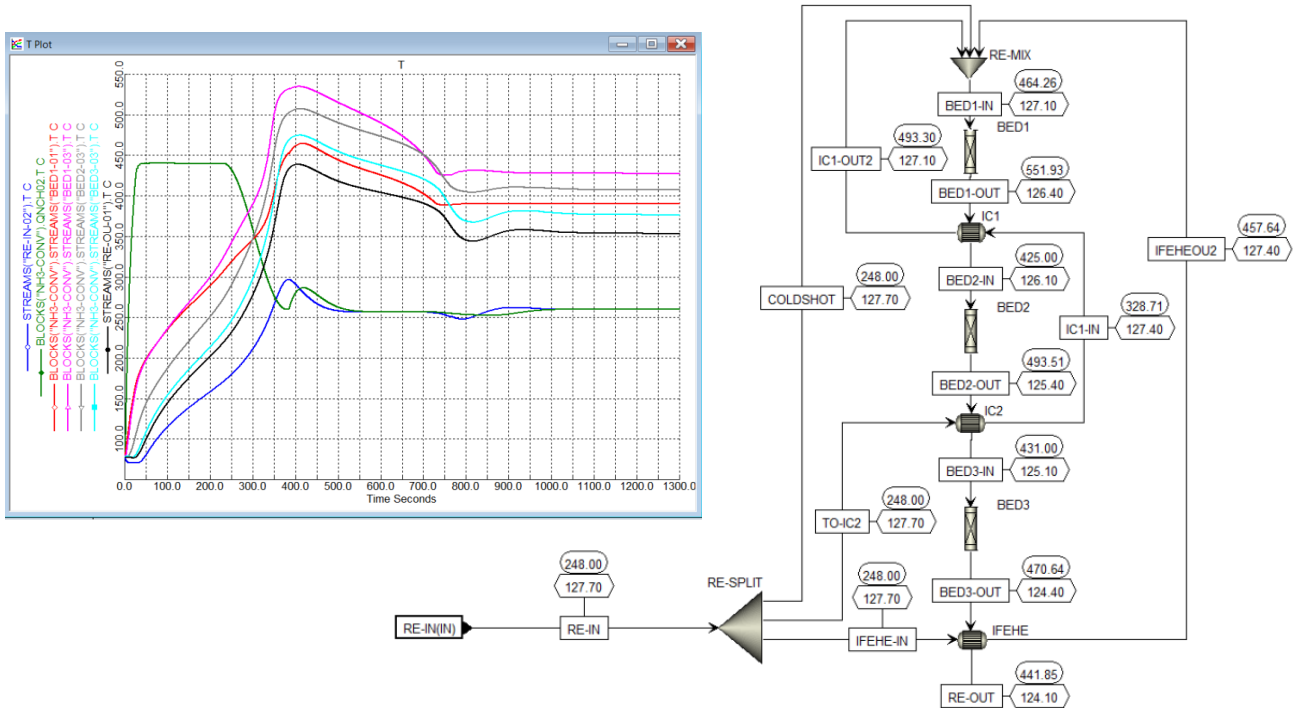 T Plot
T
STREAMS("RE-IN-02").T C
BLOCKS("NH3-CONV").QNCH02.T C
BLOCKS("NH3-CONV").STREAMS("BED1-01").T C
BLOCKS("NH3-CONV").STREAMS("BED1-03").T C
BLOCKS("NH3-CONV").STREAMS("BED2-03").T C
BLOCKS("NH3-CONV").STREAMS("BED3-03").T C
STREAMS("RE-OU-01").T C
550.0
500.0
450.0
400.0
350.0
300.0
250.0
200.0
150.0
100.0
0.0 100.0 200.0 300.0 400.0 500.0 600.0 700.0 800.0 900.0 1000.0 1100.0 1200.0 1300.0
Time Seconds
RE-MIX
464.26
BED1-IN
127.10
BED1
493.30
IC1-OUT2
127.10
551.93
BED1-OUT
126.40
IC1
457.64
IFEHEOU2
127.40
425.00
BED2-IN
126.10
248.00
COLDSHOT
127.70
BED2
328.71
IC1-IN
127.40
493.51
BED2-OUT
125.40
IC2
431.00
BED3-IN
125.10
BED3
248.00
TO-IC2
127.70
248.00
127.70
RE-IN(IN)
RE-IN
RE-SPLIT
248.00
127.70
IFEHE-IN
470.64
BED3-OUT
124.40
IFEHE
441.85
RE-OUT
124.10